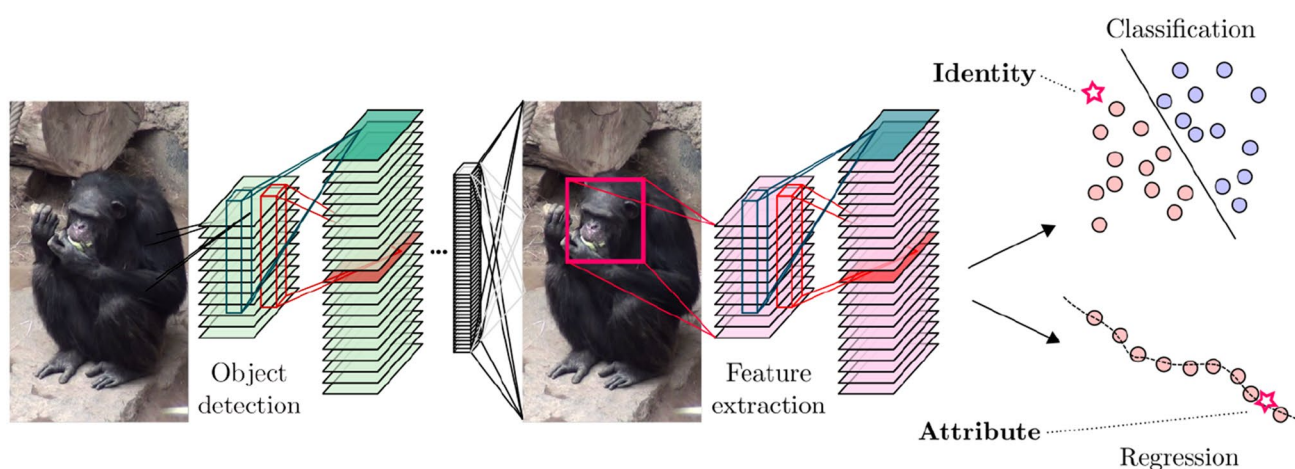 Classification
Identity
Object
detection
...
Feature
extraction
Attribute
Regression